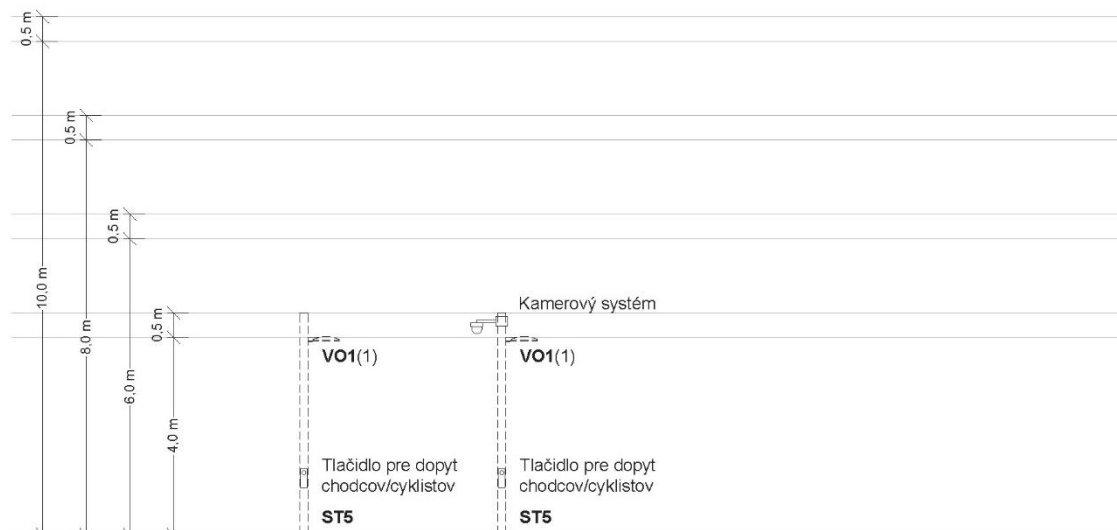 0,5 m
0,5 m
0,5 m
10,0 m
Kamerový systém
0,5 m
8,0 m
VO1(1)
VO1(1)
6,0 m
4,0 m
Tlačidlo pre dopyt
chodcov/cyklistov
Tlačidlo pre dopyt
chodcov/cyklistov
ST5
ST5